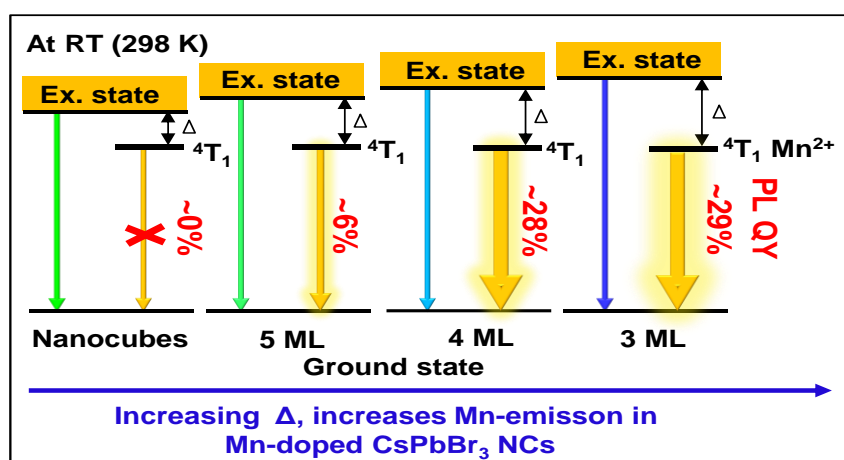 At RT (298 K)
Ex. state
Ex. state
Ex. state
Ex. state
Δ
Δ
Δ
Δ
⁴T₁
⁴T₁
⁴T₁
⁴T₁ Mn²⁺
~0%
~6%
~28%
~29%
PL QY
Nanocubes
5 ML
4 ML
3 ML
Ground state
Increasing Δ, increases Mn-emisson in
Mn-doped CsPbBr₃ NCs